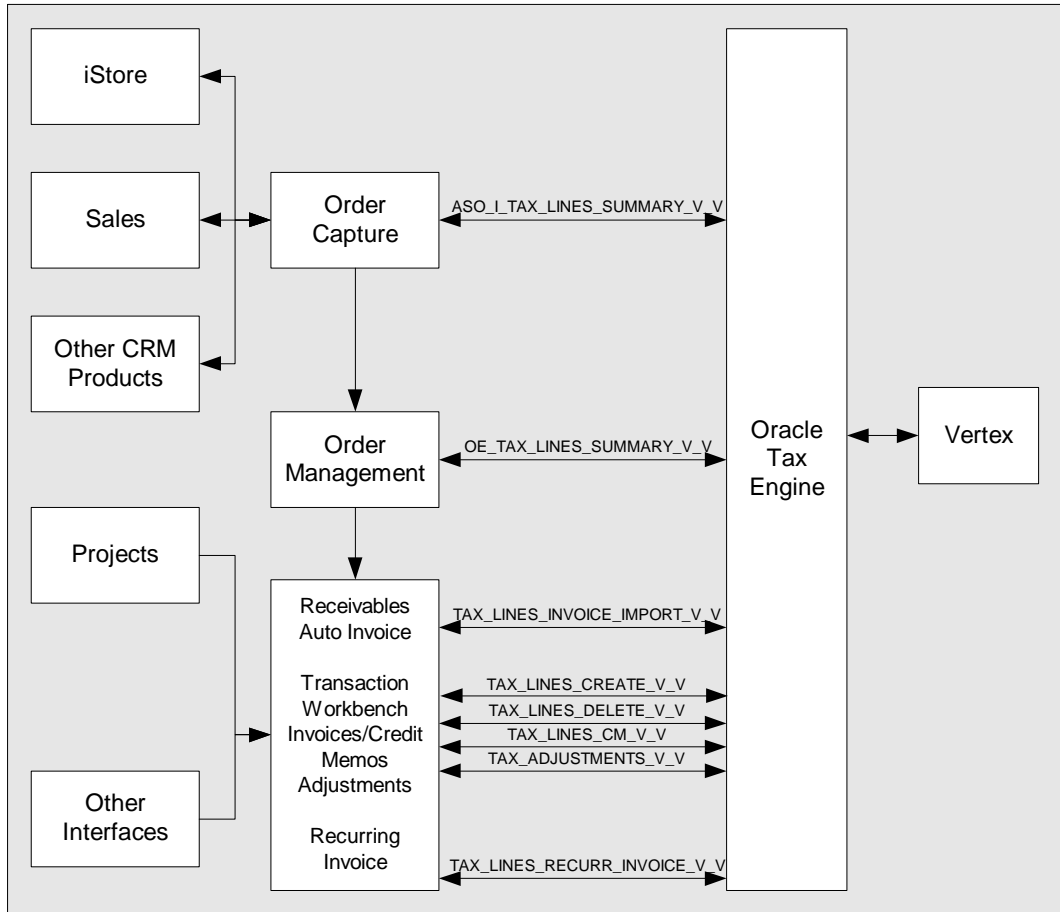 iStore
Sales
Other CRM
Products
Order
Capture
ASO_I_TAX_LINES_SUMMARY_V_V
Order
Management
OE_TAX_LINES_SUMMARY_V_V
Oracle
Tax
Engine
Vertex
Projects
Other
Interfaces
Receivables
Auto Invoice
Transaction
Workbench
Invoices/Credit
Memos
Adjustments
Recurring
Invoice
TAX_LINES_INVOICE_IMPORT_V_V
TAX_LINES_CREATE_V_V
TAX_LINES_DELETE_V_V
TAX_LINES_CM_V_V
TAX_ADJUSTMENTS_V_V
TAX_LINES_RECURR_INVOICE_V_V